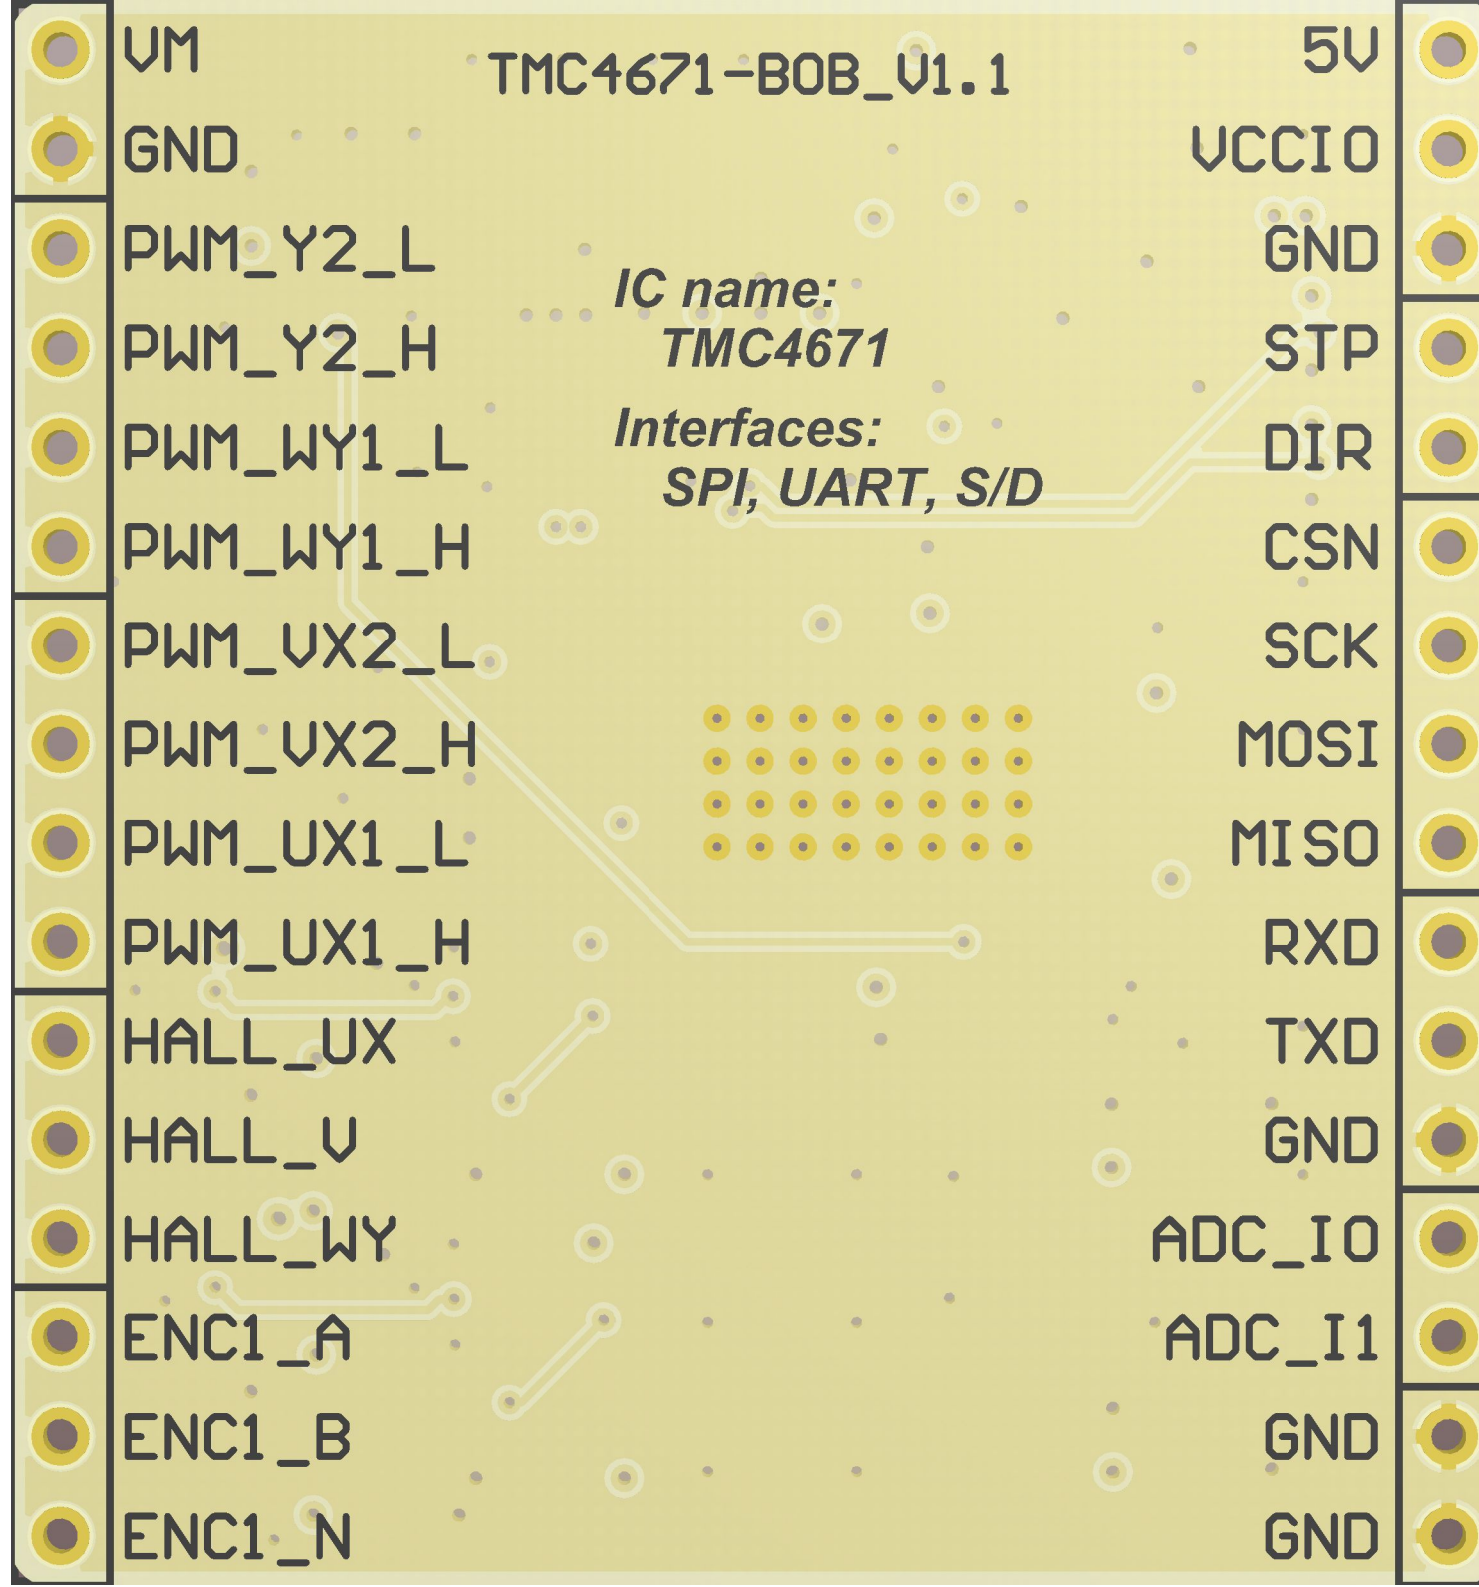 TMC4671-BOB_V1.1
VM
GND
PWM_Y2_L
PWM_Y2_H
PWM_WY1_L
PWM_WY1_H
PWM_VX2_L
PWM_VX2_H
PWM_UX1_L
PWM_UX1_H
HALL_UX
HALL_V
HALL_WY
ENC1_A
ENC1_B
ENC1_N
IC name:
TMC4671
Interfaces:
SPI, UART, S/D
5V
VCCIO
GND
STP
DIR
CSN
SCK
MOSI
MISO
RXD
TXD
GND
ADC_I0
ADC_I1
GND
GND